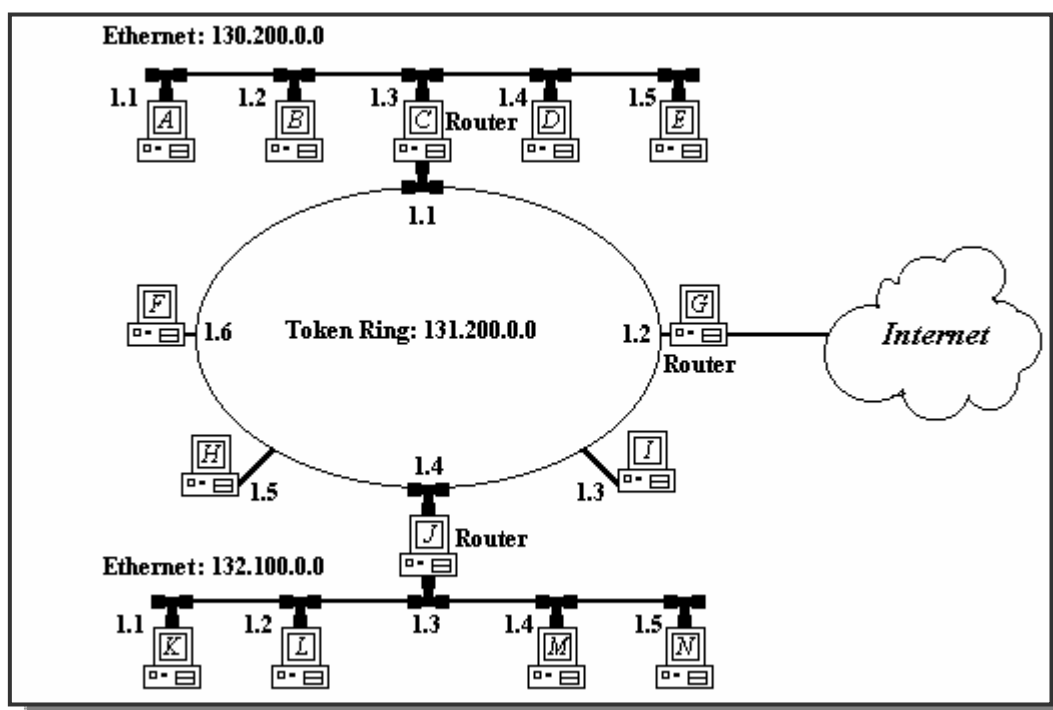 Ethernet: 130.200.0.0
1.1 1.2 1.3 1.4 1.5
A B C Router D E
1.1
F G
1.6 Token Ring: 131.200.0.0 1.2 Internet
Router
H 1.4 I
1.5 1.3
J Router
Ethernet: 132.100.0.0
1.1 1.2 1.3 1.4 1.5
K L M N